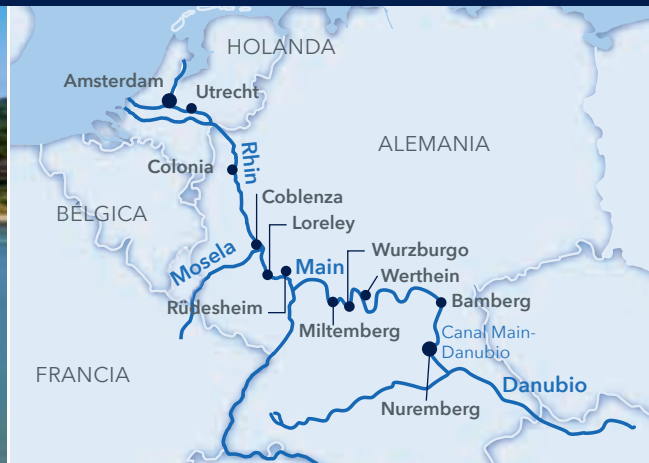 HOLANDA
Amsterdam
Utrecht
ALEMANIA
Rhin
Colonia
BÉLGICA
Coblenza
Loreley
Mosela
Main
Wurzburgo
Werthein
Rüdesheim
Miltemberg
Bamberg
Canal Main-
Danubio
FRANCIA
Danubio
Nuremberg